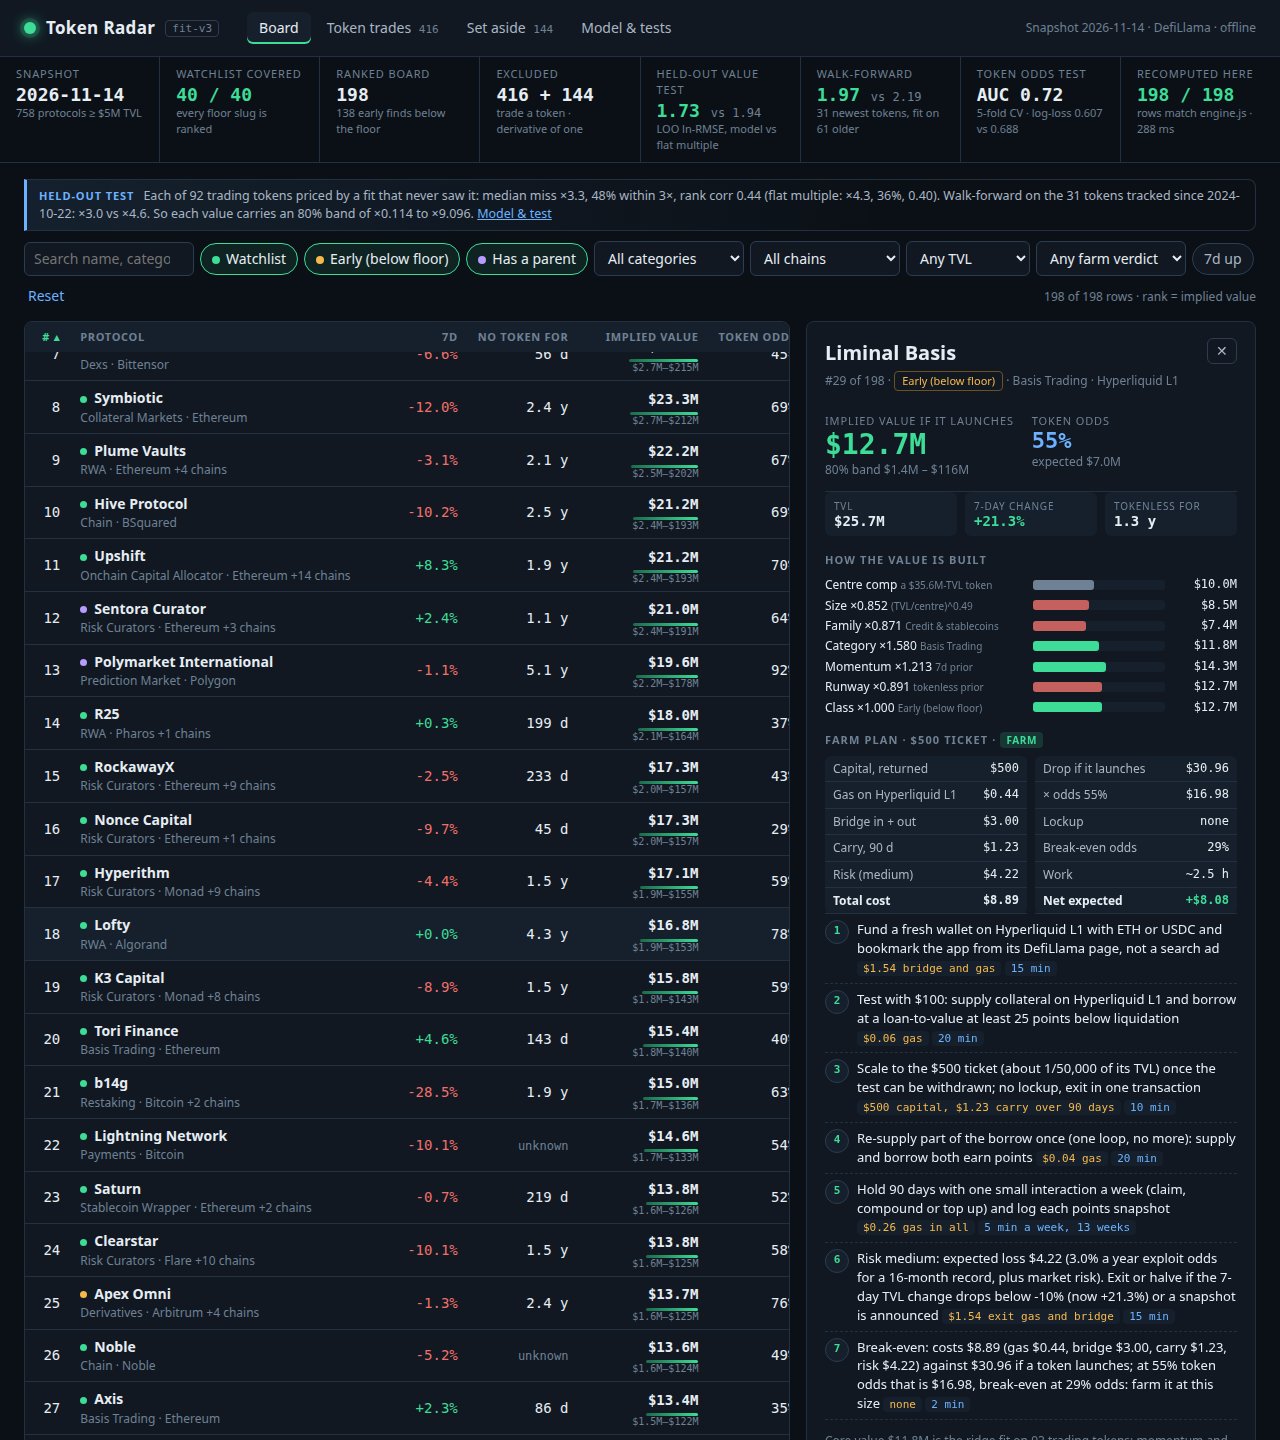 Token Radar fit-v3 Board Token trades 416 Set aside 144 Model & tests Snapshot 2026-11-14 · DefiLlama · offline
SNAPSHOT
2026-11-14
758 protocols ≥ $5M TVL
WATCHLIST COVERED
40 / 40
every floor slug is
ranked
RANKED BOARD
198
138 early finds below
the floor
EXCLUDED
416 + 144
trade a token ·
derivative of one
HELD-OUT VALUE
TEST
1.73 vs 1.94
LOO ln-RMSE, model vs
flat multiple
WALK-FORWARD
1.97 vs 2.19
31 newest tokens, fit on
61 older
TOKEN ODDS TEST
AUC 0.72
5-fold CV · log-loss 0.607
vs 0.688
RECOMPUTED HERE
198 / 198
rows match engine.js ·
288 ms
HELD-OUT TEST Each of 92 trading tokens priced by a fit that never saw it: median miss ×3.3, 48% within 3×, rank corr 0.44 (flat multiple: ×4.3, 36%, 0.40). Walk-forward on the 31 tokens tracked since 2024-
10-22: ×3.0 vs ×4.6. So each value carries an 80% band of ×0.114 to ×9.096. Model & test
Search name, catego Watchlist Early (below floor) Has a parent All categories All chains Any TVL Any farm verdict 7d up
Reset 198 of 198 rows · rank = implied value
# ▲ PROTOCOL 7D NO TOKEN FOR IMPLIED VALUE TOKEN ODD
7 -6.6% 56 d 45
Dexs · Bittensor $2.7M–$215M
8 Symbiotic -12.0% 2.4 y $23.3M 69
Collateral Markets · Ethereum $2.7M–$212M
9 Plume Vaults -3.1% 2.1 y $22.2M 67
RWA · Ethereum +4 chains $2.5M–$202M
10 Hive Protocol -10.2% 2.5 y $21.2M 69
Chain · BSquared $2.4M–$193M
11 Upshift +8.3% 1.9 y $21.2M 70
Onchain Capital Allocator · Ethereum +14 chains $2.4M–$193M
12 Sentora Curator +2.4% 1.1 y $21.0M 64
Risk Curators · Ethereum +3 chains $2.4M–$191M
13 Polymarket International -1.1% 5.1 y $19.6M 92
Prediction Market · Polygon $2.2M–$178M
14 R25 +0.3% 199 d $18.0M 37
RWA · Pharos +1 chains $2.1M–$164M
15 RockawayX -2.5% 233 d $17.3M 43
Risk Curators · Ethereum +9 chains $2.0M–$157M
16 Nonce Capital -9.7% 45 d $17.3M 29
Risk Curators · Ethereum +1 chains $2.0M–$157M
17 Hyperithm -4.4% 1.5 y $17.1M 59
Risk Curators · Monad +9 chains $1.9M–$155M
18 Lofty +0.0% 4.3 y $16.8M 78
RWA · Algorand $1.9M–$153M
19 K3 Capital -8.9% 1.5 y $15.8M 59
Risk Curators · Monad +8 chains $1.8M–$143M
20 Tori Finance +4.6% 143 d $15.4M 40
Basis Trading · Ethereum $1.8M–$140M
21 b14g -28.5% 1.9 y $15.0M 63
Restaking · Bitcoin +2 chains $1.7M–$136M
22 Lightning Network -10.1% unknown $14.6M 54
Payments · Bitcoin $1.7M–$133M
23 Saturn -0.7% 219 d $13.8M 52
Stablecoin Wrapper · Ethereum +2 chains $1.6M–$126M
24 Clearstar -10.1% 1.5 y $13.8M 58
Risk Curators · Flare +10 chains $1.6M–$125M
25 Apex Omni -1.3% 2.4 y $13.7M 76
Derivatives · Arbitrum +4 chains $1.6M–$125M
26 Noble -5.2% unknown $13.6M 49
Chain · Noble $1.6M–$124M
27 Axis +2.3% 86 d $13.4M 35
Basis Trading · Ethereum $1.5M–$122M
Liminal Basis ✕
#29 of 198 · Early (below floor) · Basis Trading · Hyperliquid L1
IMPLIED VALUE IF IT LAUNCHES
$12.7M
80% band $1.4M – $116M
TOKEN ODDS
55%
expected $7.0M
TVL
$25.7M
7-DAY CHANGE
+21.3%
TOKENLESS FOR
1.3 y
HOW THE VALUE IS BUILT
Centre comp a $35.6M-TVL token $10.0M
Size ×0.852 (TVL/centre)^0.49 $8.5M
Family ×0.871 Credit & stablecoins $7.4M
Category ×1.580 Basis Trading $11.8M
Momentum ×1.213 7d prior $14.3M
Runway ×0.891 tokenless prior $12.7M
Class ×1.000 Early (below floor) $12.7M
FARM PLAN · $500 TICKET · FARM
Capital, returned $500 Drop if it launches $30.96
Gas on Hyperliquid L1 $0.44 × odds 55% $16.98
Bridge in + out $3.00 Lockup none
Carry, 90 d $1.23 Break-even odds 29%
Risk (medium) $4.22 Work ~2.5 h
Total cost $8.89 Net expected +$8.08
1 Fund a fresh wallet on Hyperliquid L1 with ETH or USDC and
bookmark the app from its DefiLlama page, not a search ad
$1.54 bridge and gas 15 min
2 Test with $100: supply collateral on Hyperliquid L1 and borrow
at a loan-to-value at least 25 points below liquidation
$0.06 gas 20 min
3 Scale to the $500 ticket (about 1/50,000 of its TVL) once the
test can be withdrawn; no lockup, exit in one transaction
$500 capital, $1.23 carry over 90 days 10 min
4 Re-supply part of the borrow once (one loop, no more): supply
and borrow both earn points $0.04 gas 20 min
5 Hold 90 days with one small interaction a week (claim,
compound or top up) and log each points snapshot
$0.26 gas in all 5 min a week, 13 weeks
6 Risk medium: expected loss $4.22 (3.0% a year exploit odds
for a 16-month record, plus market risk). Exit or halve if the 7-
day TVL change drops below -10% (now +21.3%) or a snapshot
is announced $1.54 exit gas and bridge 15 min
7 Break-even: costs $8.89 (gas $0.44, bridge $3.00, carry $1.23,
risk $4.22) against $30.96 if a token launches; at 55% token
odds that is $16.98, break-even at 29% odds: farm it at this
size none 2 min
Core value $11.8M is the ridge fit on 92 trading tokens; momentum and